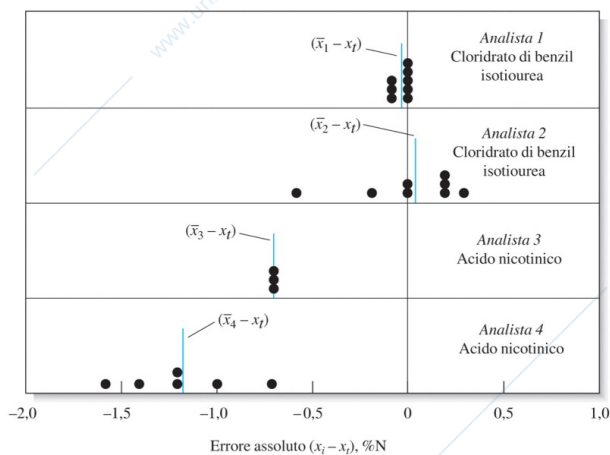 www.un
(x̄₁ – xₜ)
Analista 1
Cloridrato di benzil
isotiourea
(x̄₂ – xₜ)
Analista 2
Cloridrato di benzil
isotiourea
(x̄₃ – xₜ)
Analista 3
Acido nicotinico
(x̄₄ – xₜ)
Analista 4
Acido nicotinico
–2,0 –1,5 –1,0 –0,5 0 0,5 1,0
Errore assoluto (xᵢ – xₜ), %N